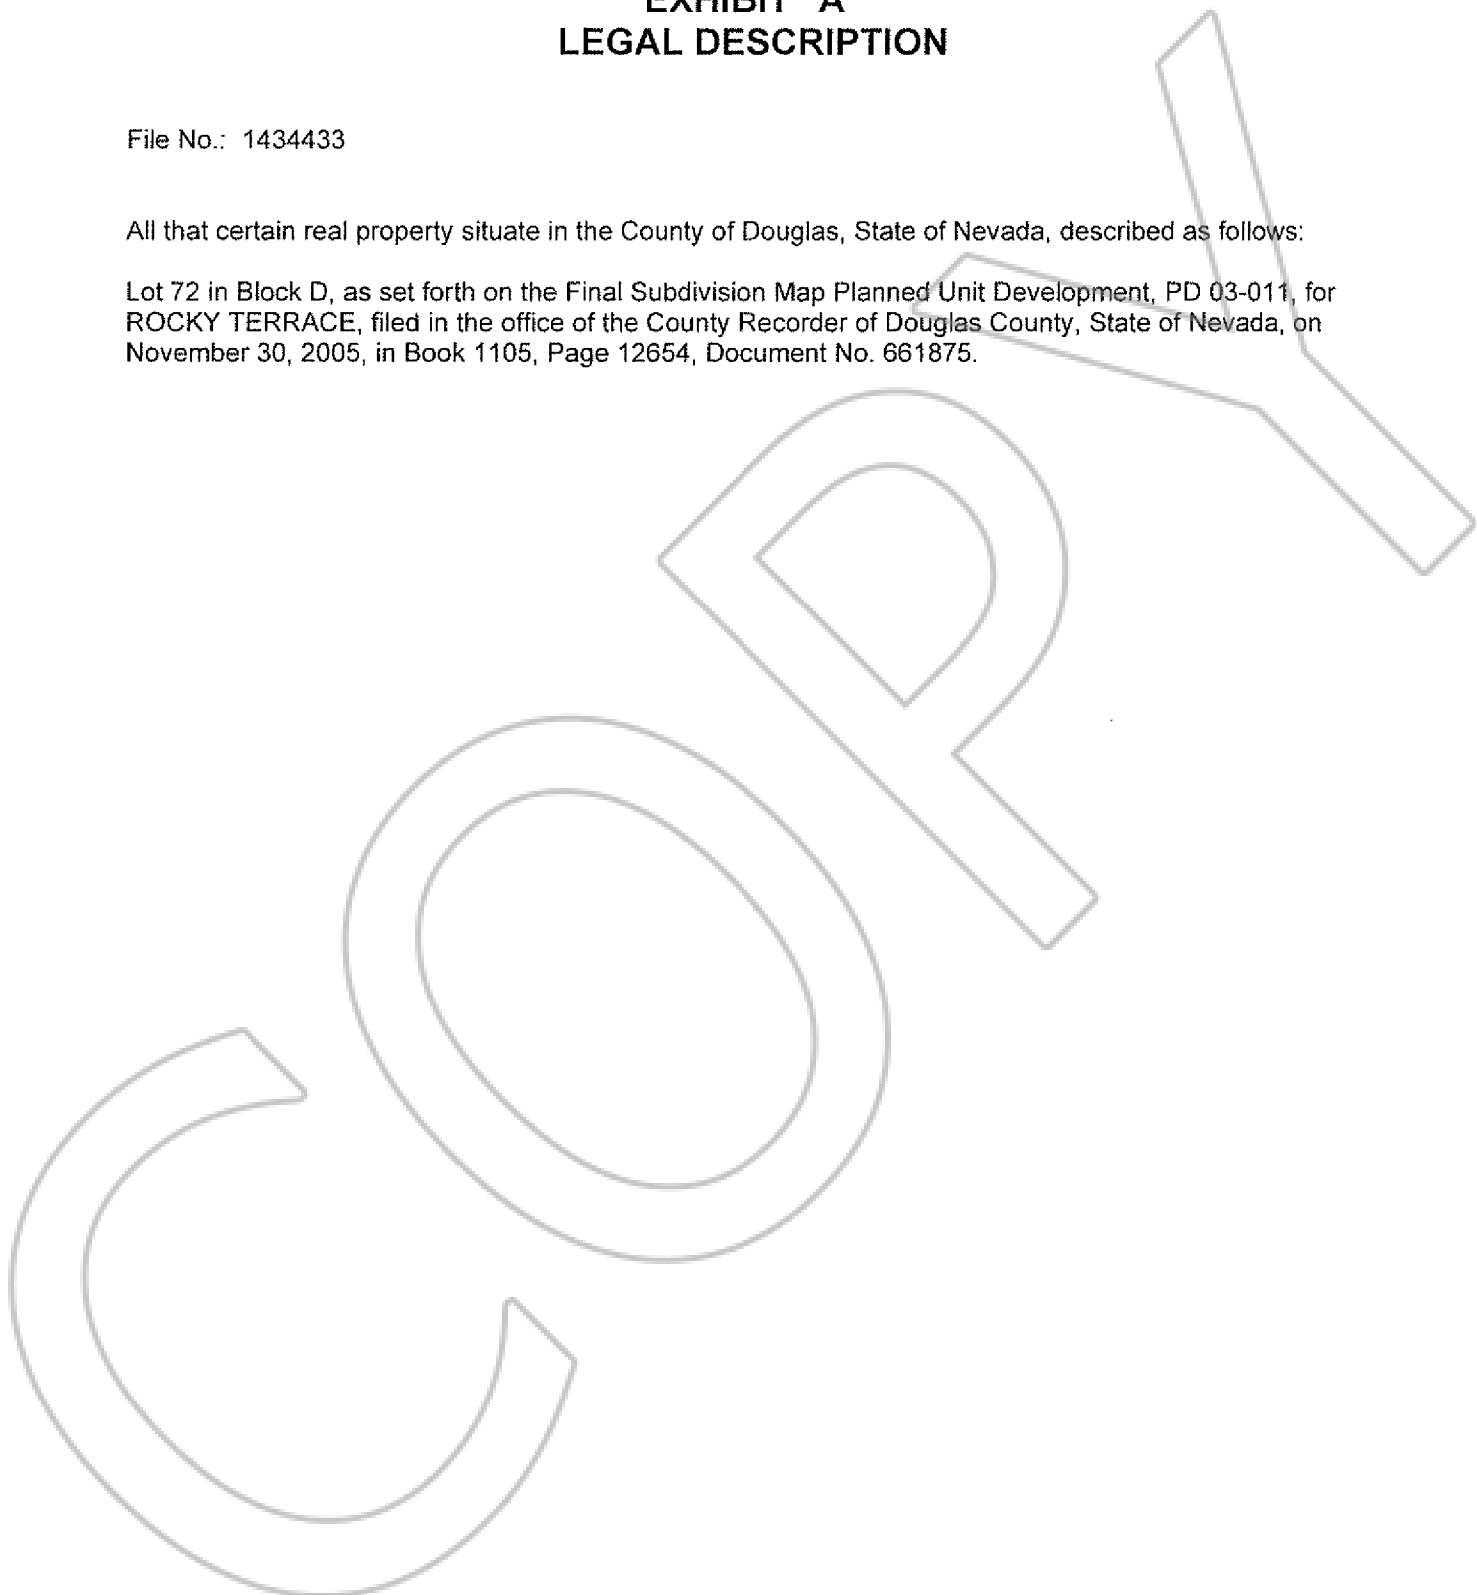 EXHIBIT "A"
LEGAL DESCRIPTION
File No.: 1434433
All that certain real property situate in the County of Douglas, State of Nevada, described as follows:
Lot 72 in Block D, as set forth on the Final Subdivision Map Planned Unit Development, PD 03-011, for
ROCKY TERRACE, filed in the office of the County Recorder of Douglas County, State of Nevada, on
November 30, 2005, in Book 1105, Page 12654, Document No. 661875.
COPY